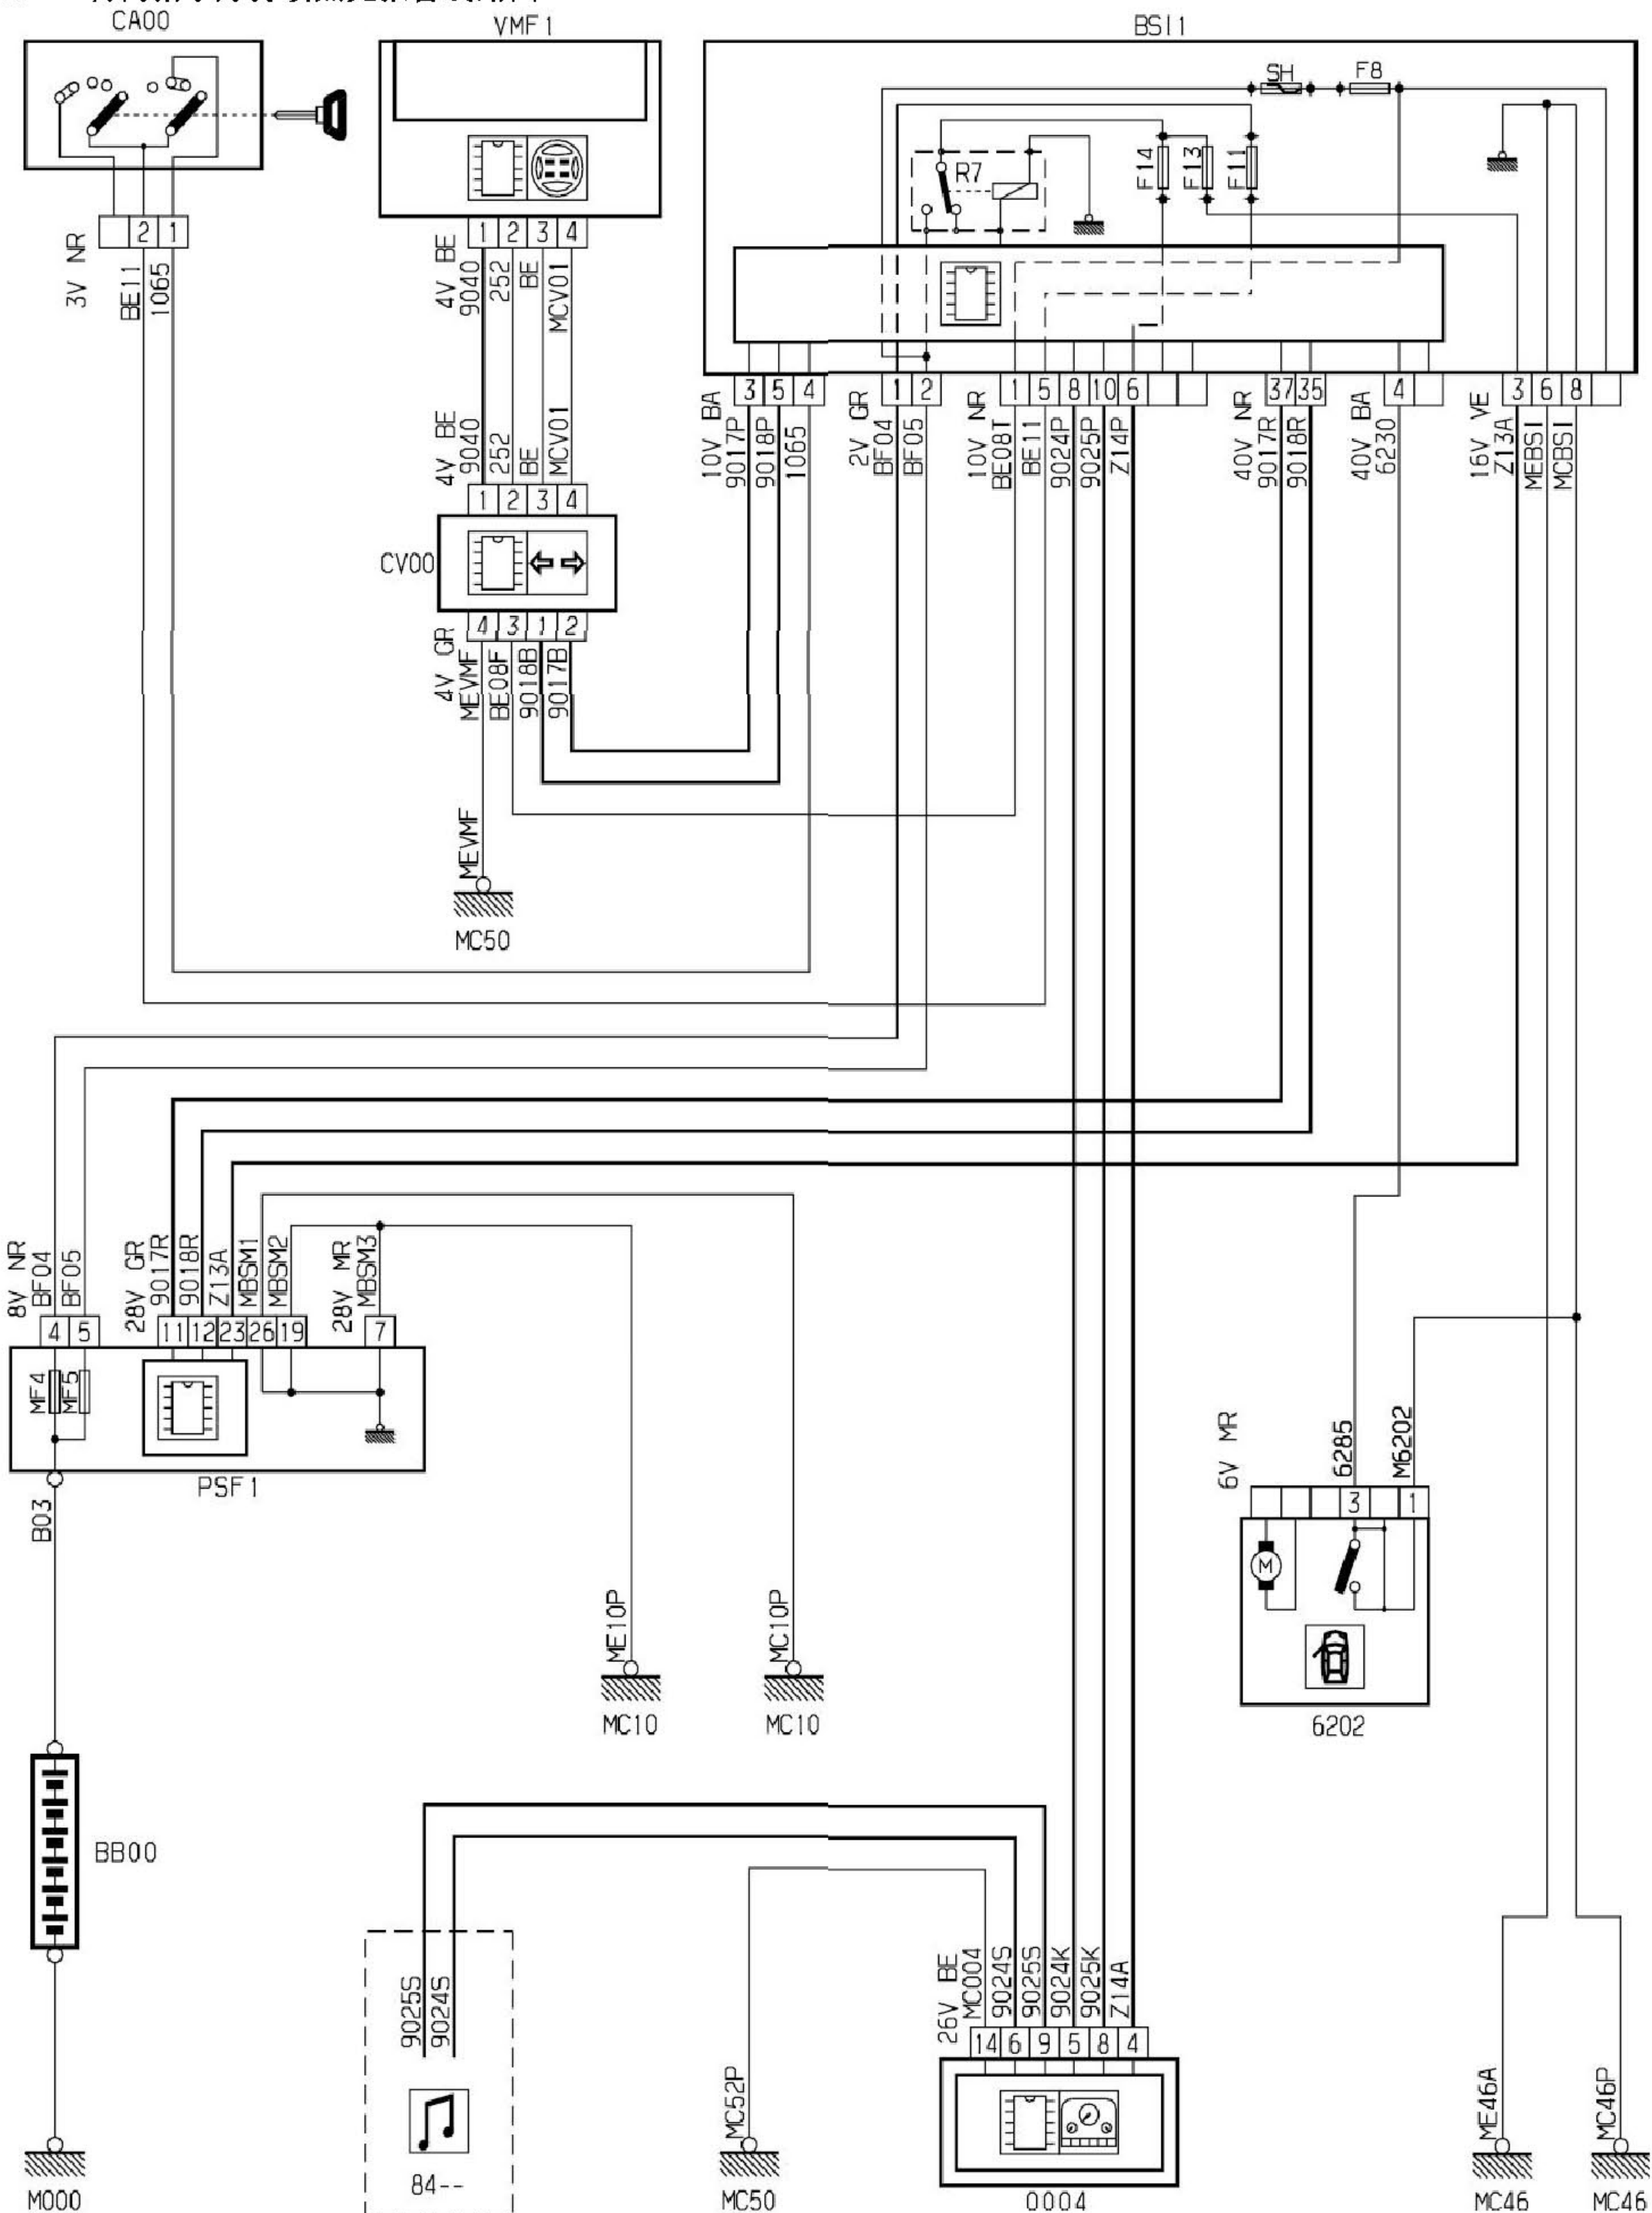 CA00
VMF1
BSI1
SH
F8
R7
F14
F13
F11
3V NR
2
1
BE11
1065
4V BE
1
2
3
4
9040
252
BE
MCV01
4V BE
9040
252
BE
MCV01
1
2
3
4
CV00
4V GR
4
3
1
2
MEVMF
BE08F
9018B
9017B
MEVMF
MC50
10V BA
3
5
4
9017P
9018P
1065
2V GR
1
2
BF04
BF05
10V NR
1
5
8
10
6
BE08T
BE11
9024P
9025P
Z14P
40V NR
37
35
9017R
9018R
40V BA
4
6230
16V VE
3
6
8
Z13A
MEBSI
MCBSI
8V NR
BF04
BF05
28V GR
9017R
9018R
Z13A
MBSM1
MBSM2
28V MR
MBSM3
4
5
11
12
23
26
19
7
MF4
MF5
PSF1
B03
ME10P
MC10P
MC10
MC10
6V MR
6285
M6202
3
1
M
6202
BB00
M000
9025S
9024S
84--
MC52P
MC50
26V BE
MC004
9024S
9025S
9024K
9025K
Z14A
14
6
9
5
8
4
0004
ME46A
MC46P
MC46
MC46